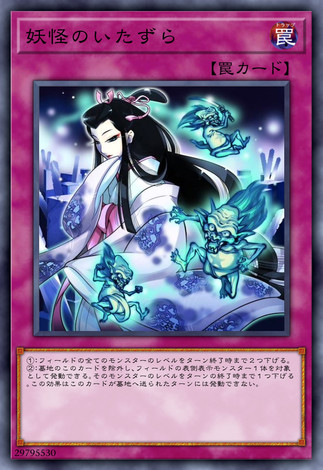 妖怪のいたずら
トラップ
罠
【罠カード】
①:フィールドの全てのモンスターのレベルをターン終了時まで2つ下げる。
②:墓地のこのカードを除外し、フィールドの表側表示モンスター1体を対象
として発動できる。そのモンスターのレベルをターン終了時まで1つ下げる
。この効果はこのカードが墓地へ送られたターンには発動できない。
29795530